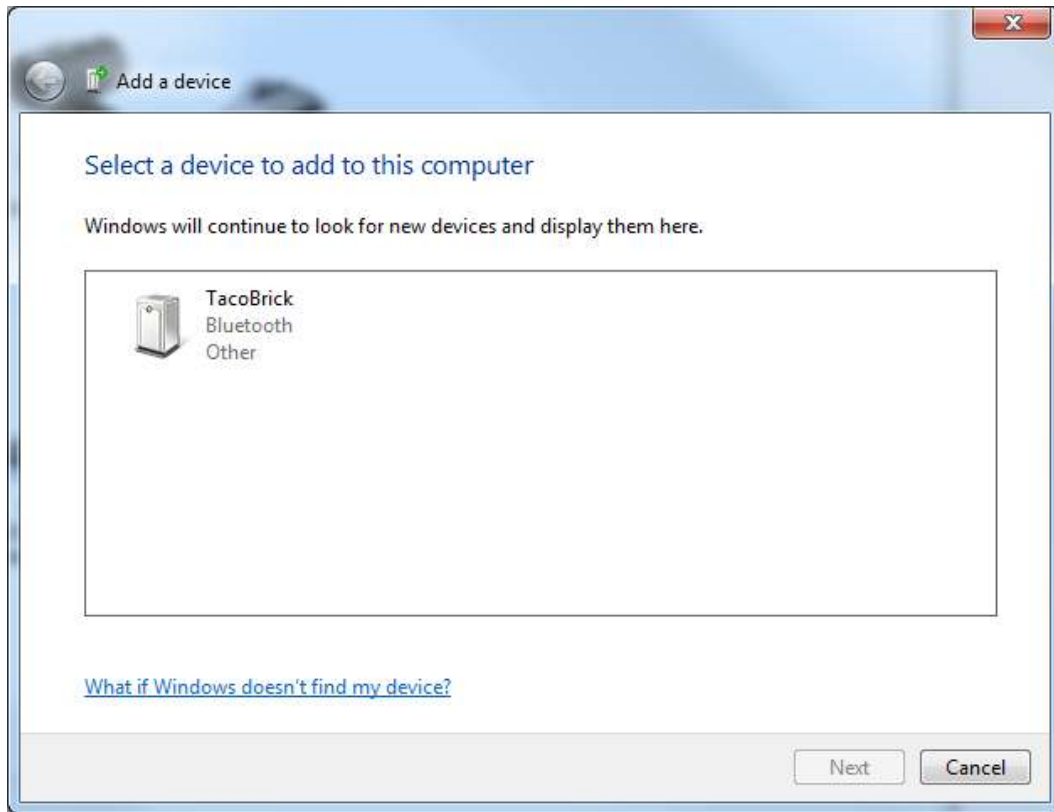 Add a device
Select a device to add to this computer
Windows will continue to look for new devices and display them here.
TacoBrick
Bluetooth
Other
What if Windows doesn't find my device?
Next
Cancel